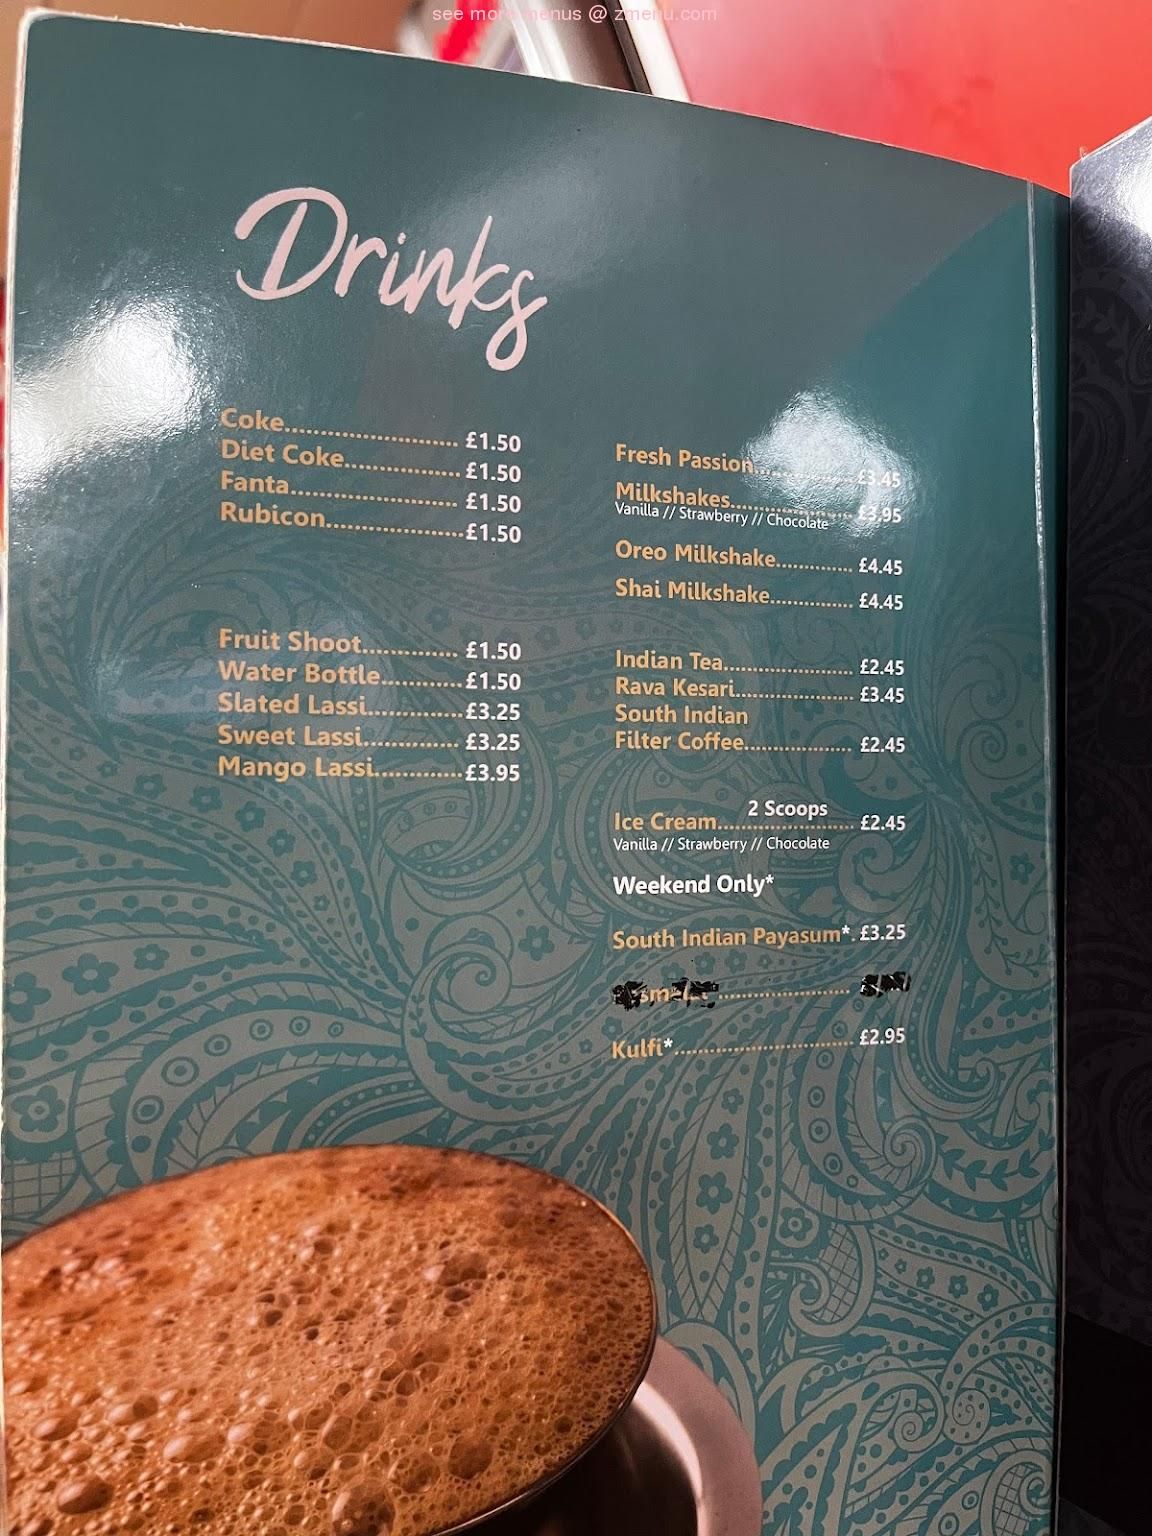 see more menus @ zmenu.com
Drinks
Coke........................ £1.50
Diet Coke................ £1.50
Fanta....................... £1.50
Rubicon...................£1.50
Fruit Shoot............. £1.50
Water Bottle...........£1.50
Slated Lassi.............£3.25
Sweet Lassi............. £3.25
Mango Lassi............£3.95
Fresh Passion.............. £3.45
Milkshakes................. £3.95
Vanilla // Strawberry // Chocolate
Oreo Milkshake............ £4.45
Shai Milkshake............. £4.45
Indian Tea.................... £2.45
Rava Kesari.................. £3.45
South Indian
Filter Coffee................. £2.45
2 Scoops
Ice Cream..................... £2.45
Vanilla // Strawberry // Chocolate
Weekend Only*
South Indian Payasum*. £3.25
Kulfi*............................ £2.95